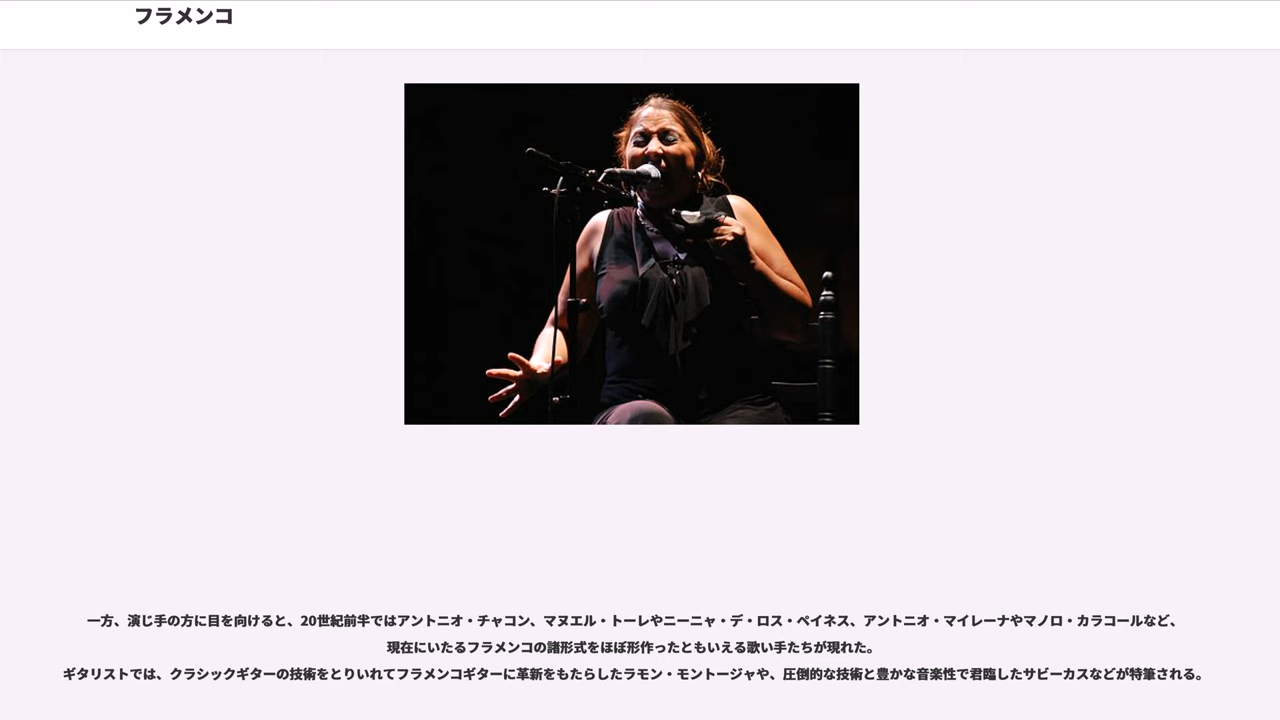 フラメンコ
一方、演じ手の方に目を向けると、20世紀前半ではアントニオ・チャコン、マヌエル・トーレやニーニャ・デ・ロス・ペイネス、アントニオ・マイレーナやマノロ・カラコールなど、
現在にいたるフラメンコの諸形式をほぼ形作ったともいえる歌い手たちが現れた。
ギタリストでは、クラシックギターの技術をとりいれてフラメンコギターに革新をもたらしたラモン・モントージャや、圧倒的な技術と豊かな音楽性で君臨したサビーカスなどが特筆される。